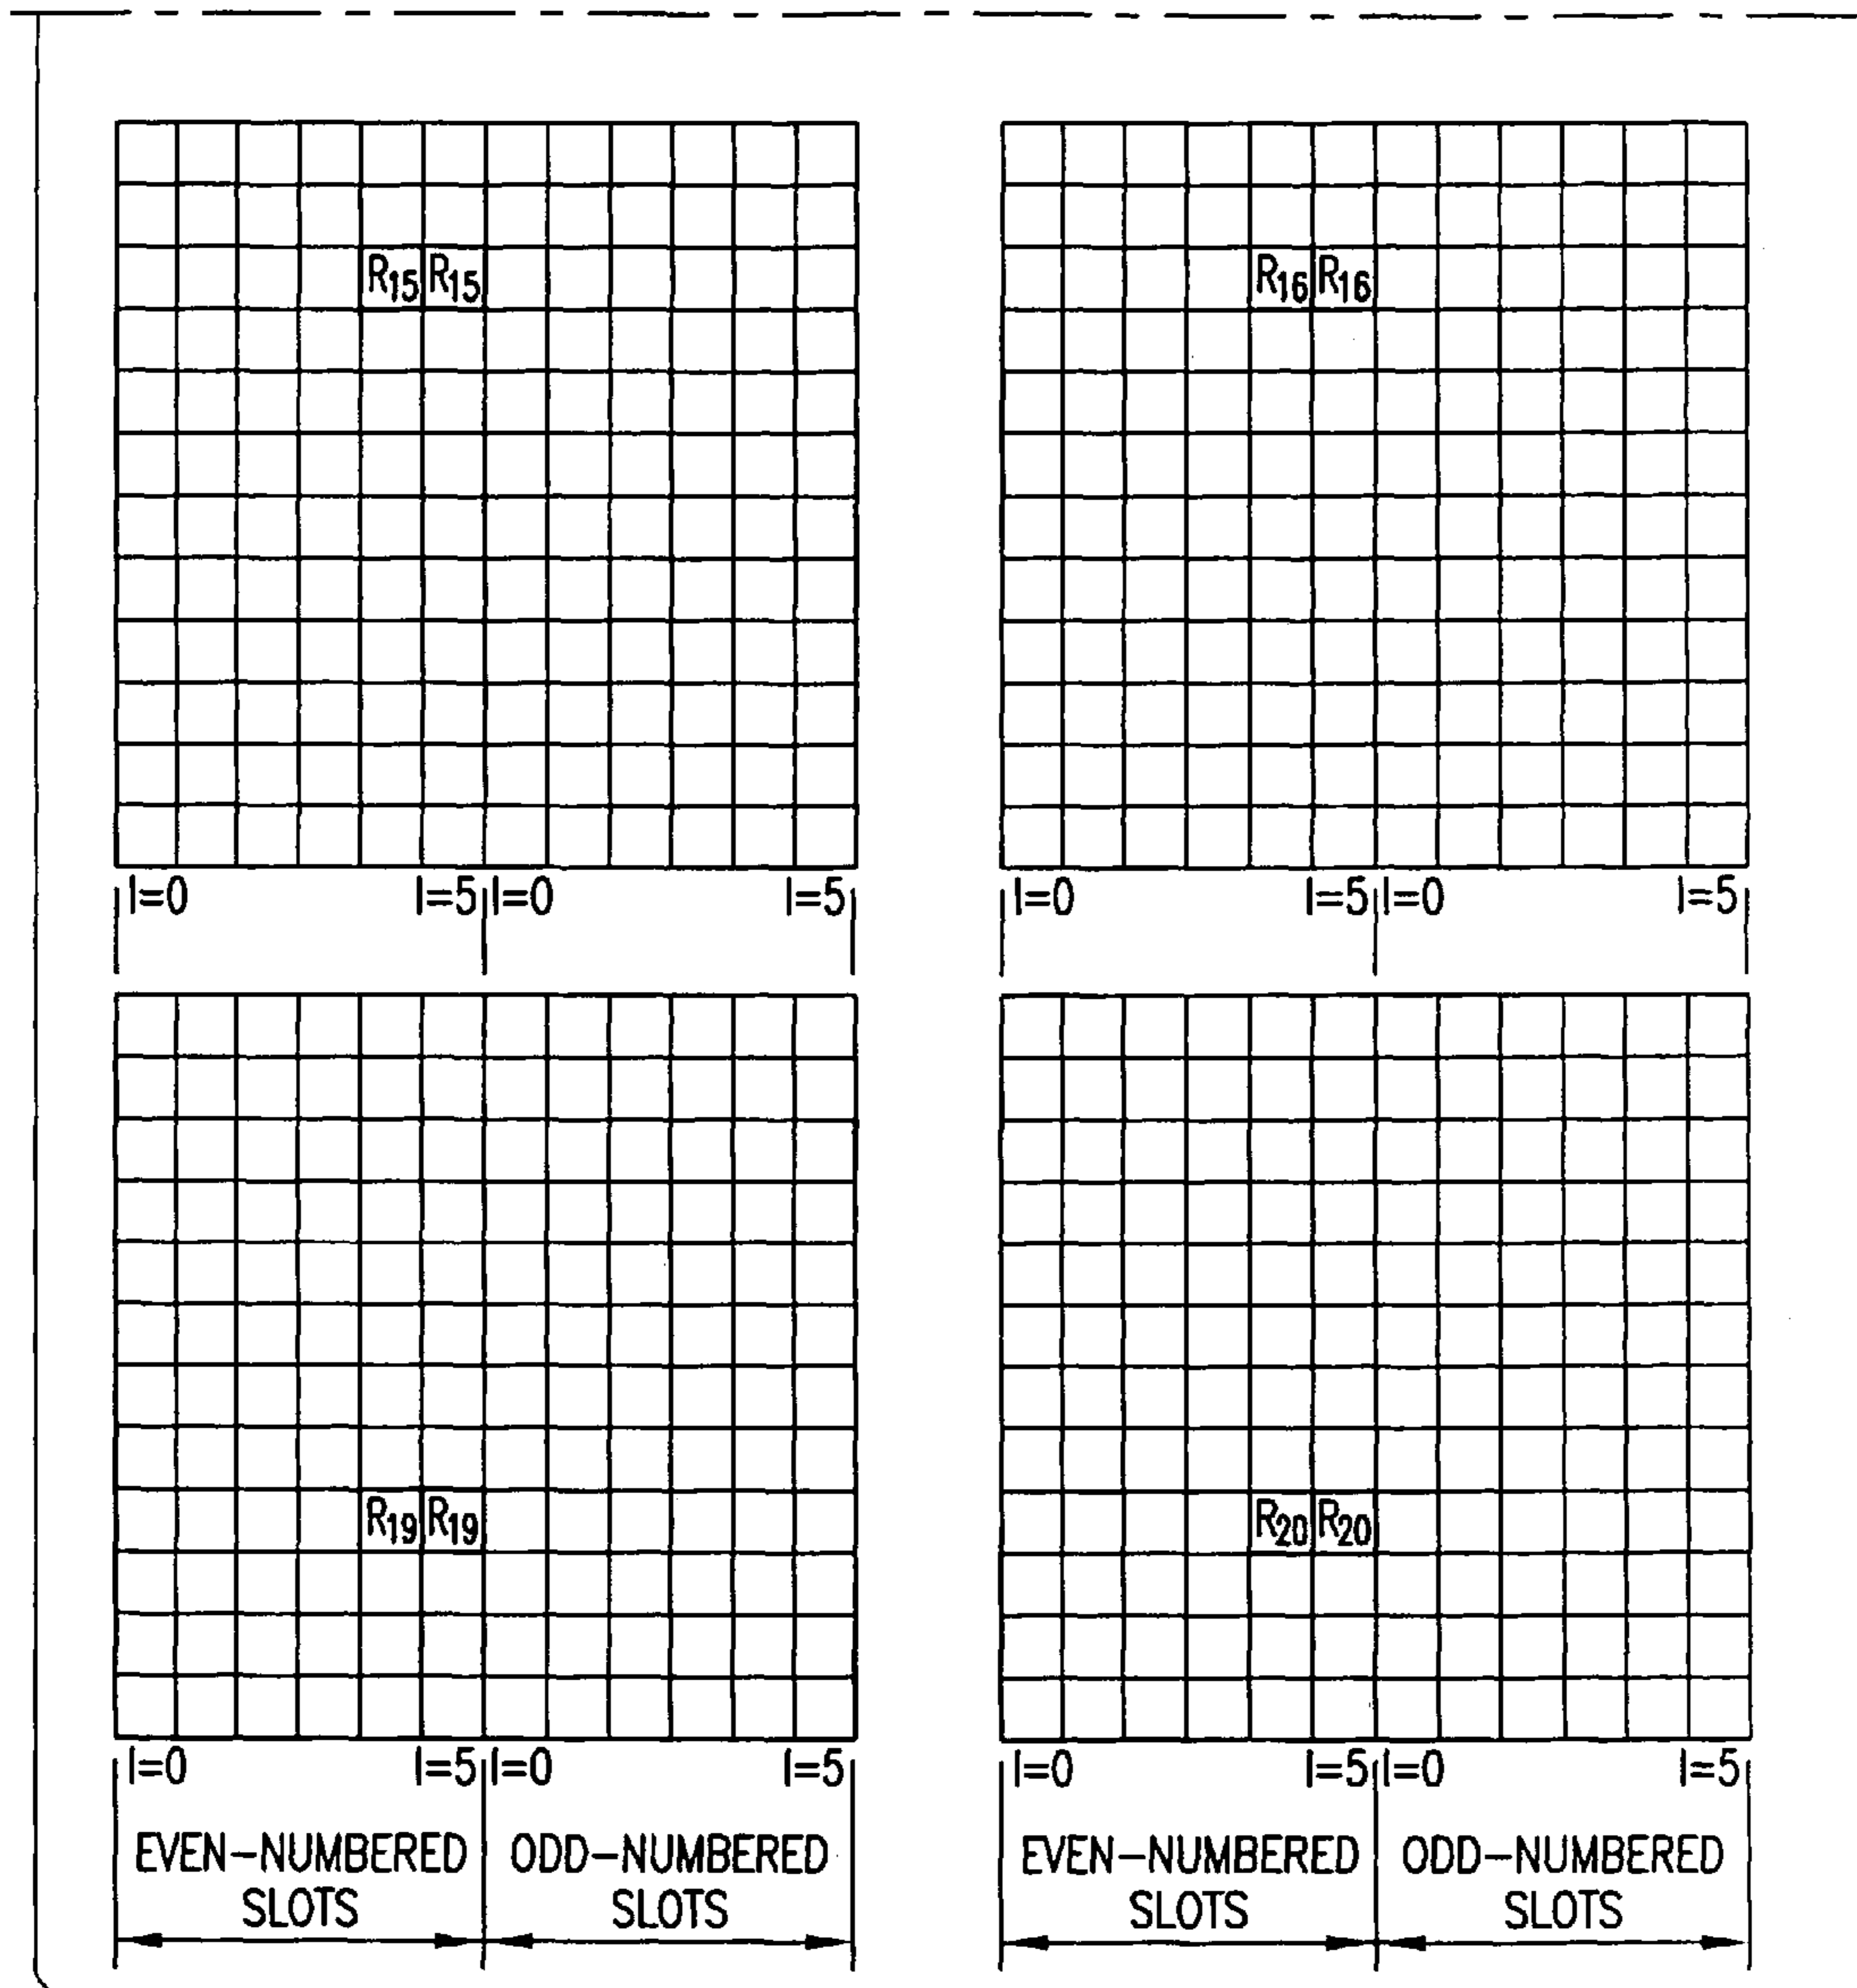 R15 R15 R16 R16
l=0 l=5 l=0 l=5 l=0 l=5 l=0 l=5
R19 R19 R20 R20
l=0 l=5 l=0 l=5 l=0 l=5 l=0 l=5
EVEN-NUMBERED SLOTS
ODD-NUMBERED SLOTS
EVEN-NUMBERED SLOTS
ODD-NUMBERED SLOTS